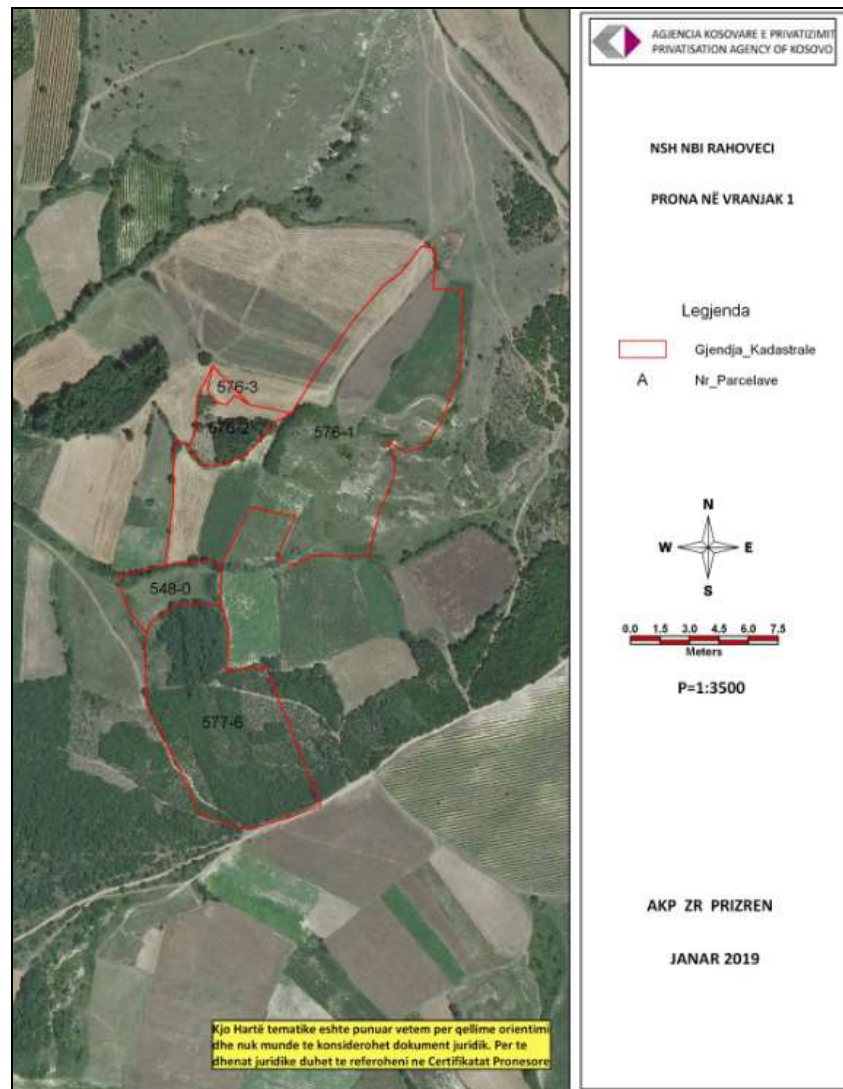 AGJENCIA KOSOVARE E PRIVATIZIMIT
PRIVATISATION AGENCY OF KOSOVO
NSH NBI RAHOVECI
PRONA NË VRANJAK 1
Legjenda
Gjendja_Kadastrale
A Nr_Parcelave
576-3
576-2
576-1
548-0
577-6
N
W E
S
0.0 1.5 3.0 4.5 6.0 7.5
Meters
P=1:3500
AKP ZR PRIZREN
JANAR 2019
Kjo Hartë tematike eshte punuar vetem per qellime orientimi
dhe nuk munde te konsiderohet dokument juridik. Per te
dhenat juridike duhet te referoheni ne Certifikatat Pronesore